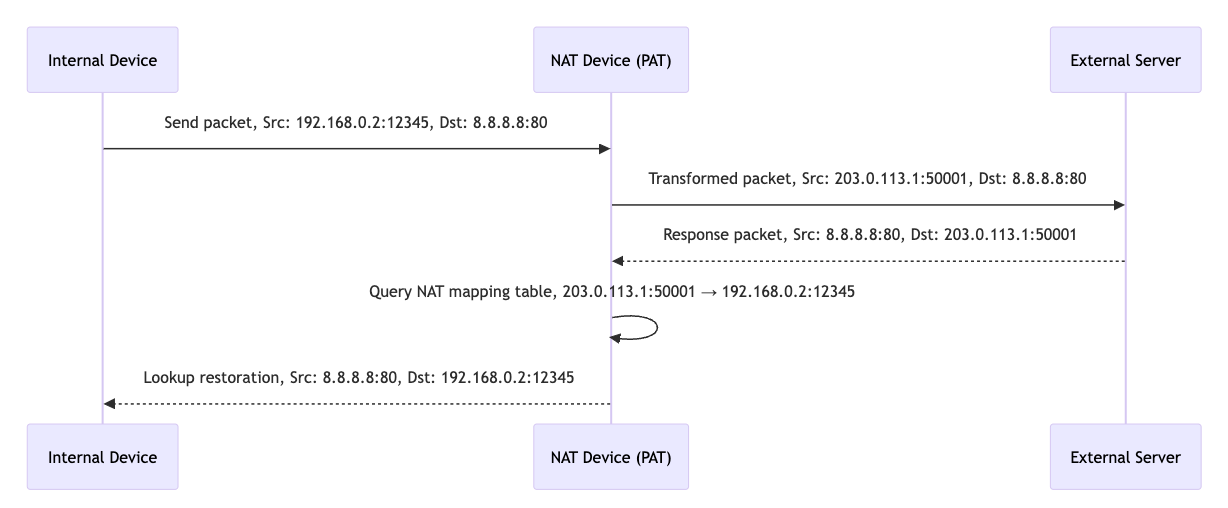 Internal Device
NAT Device (PAT)
External Server
Send packet, Src: 192.168.0.2:12345, Dst: 8.8.8.8:80
Transformed packet, Src: 203.0.113.1:50001, Dst: 8.8.8.8:80
Response packet, Src: 8.8.8.8:80, Dst: 203.0.113.1:50001
Query NAT mapping table, 203.0.113.1:50001 → 192.168.0.2:12345
Lookup restoration, Src: 8.8.8.8:80, Dst: 192.168.0.2:12345
Internal Device
NAT Device (PAT)
External Server